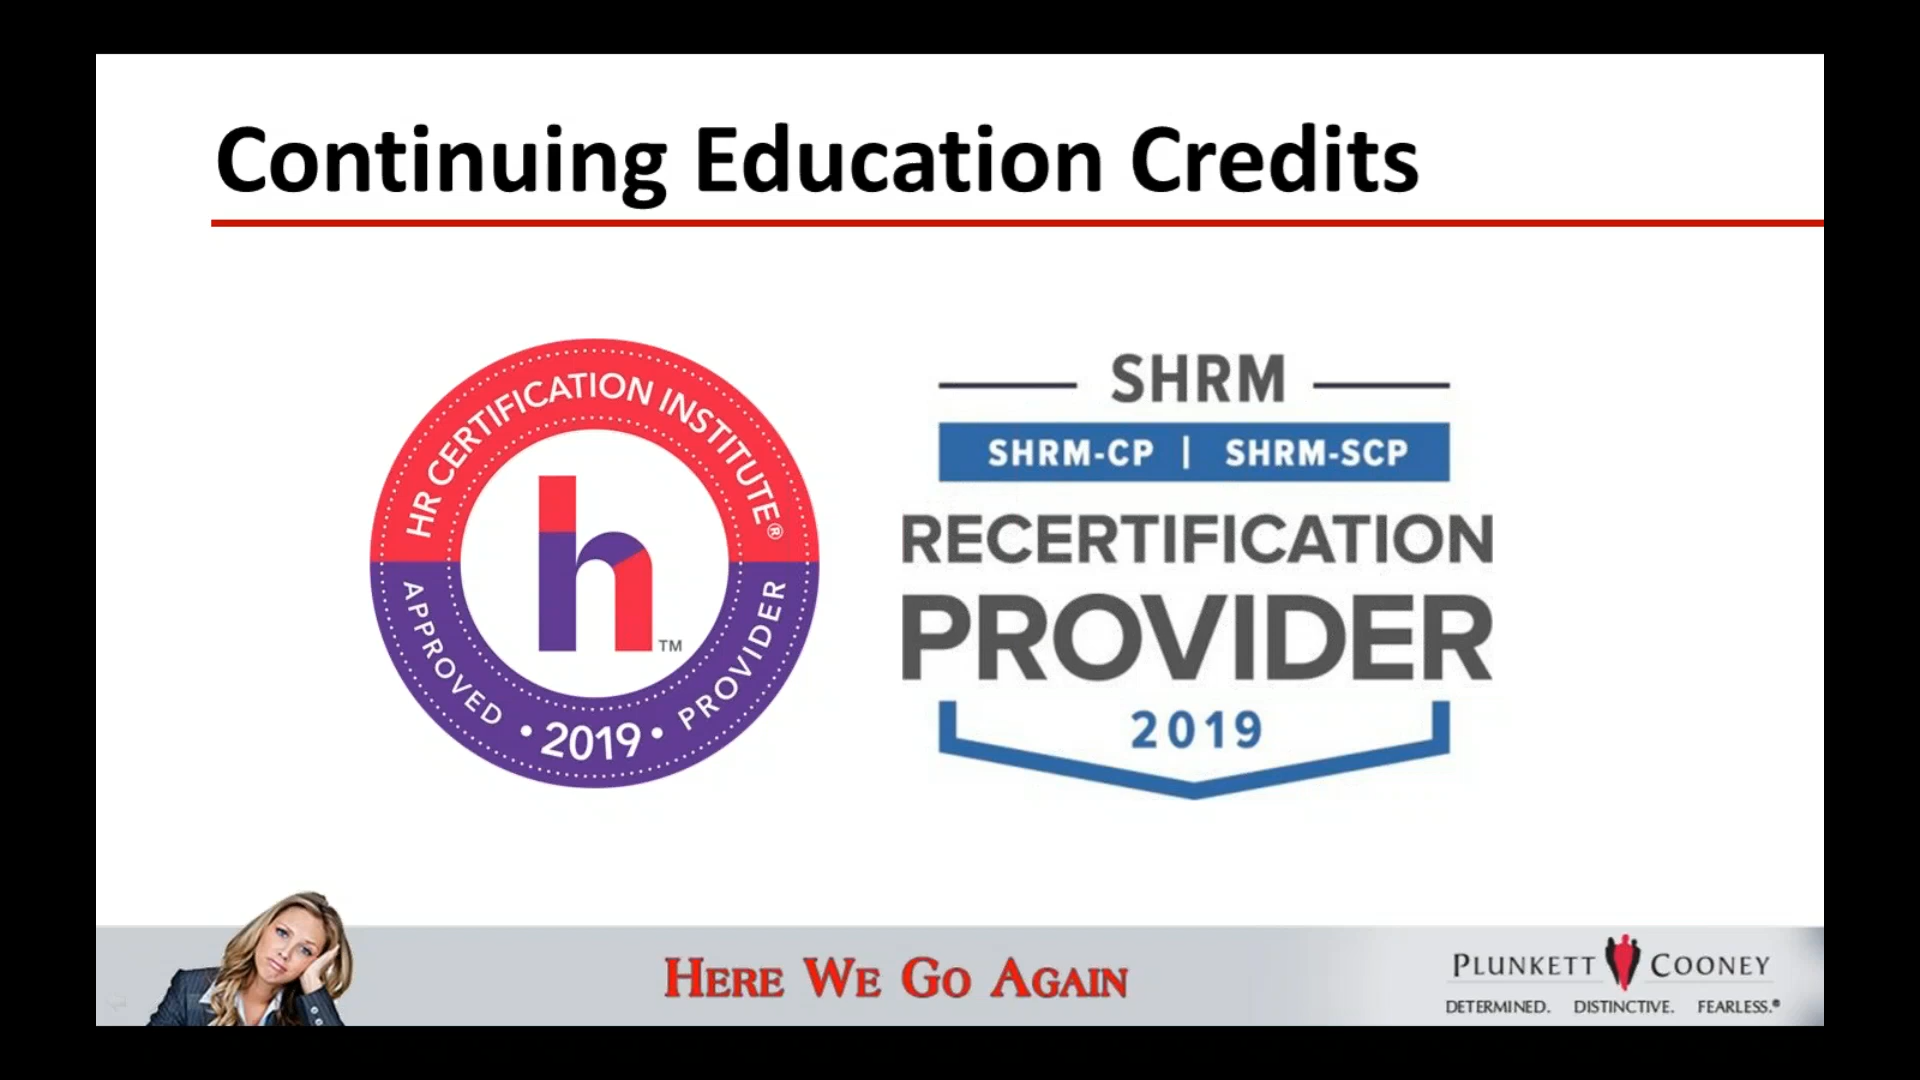 Continuing Education Credits
HR CERTIFICATION INSTITUTE®
h™
APPROVED • 2019 • PROVIDER
SHRM
SHRM-CP | SHRM-SCP
RECERTIFICATION
PROVIDER
2019
HERE WE GO AGAIN
PLUNKETT COONEY
DETERMINED. DISTINCTIVE. FEARLESS.®